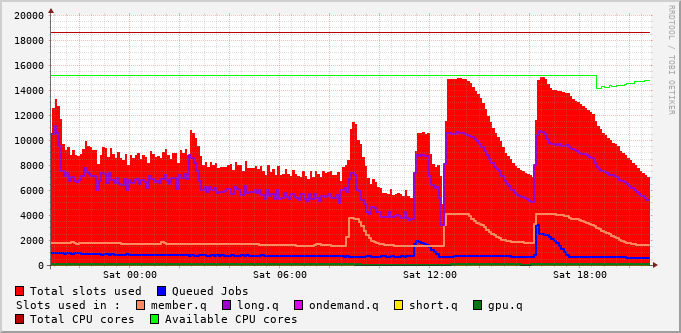 20000
18000
16000
14000
12000
10000
8000
6000
4000
2000
0
Sat 00:00 Sat 06:00 Sat 12:00 Sat 18:00
RRDTOOL / TOBI OETIKER
Total slots used Queued Jobs
Slots used in : member.q long.q ondemand.q short.q gpu.q
Total CPU cores Available CPU cores